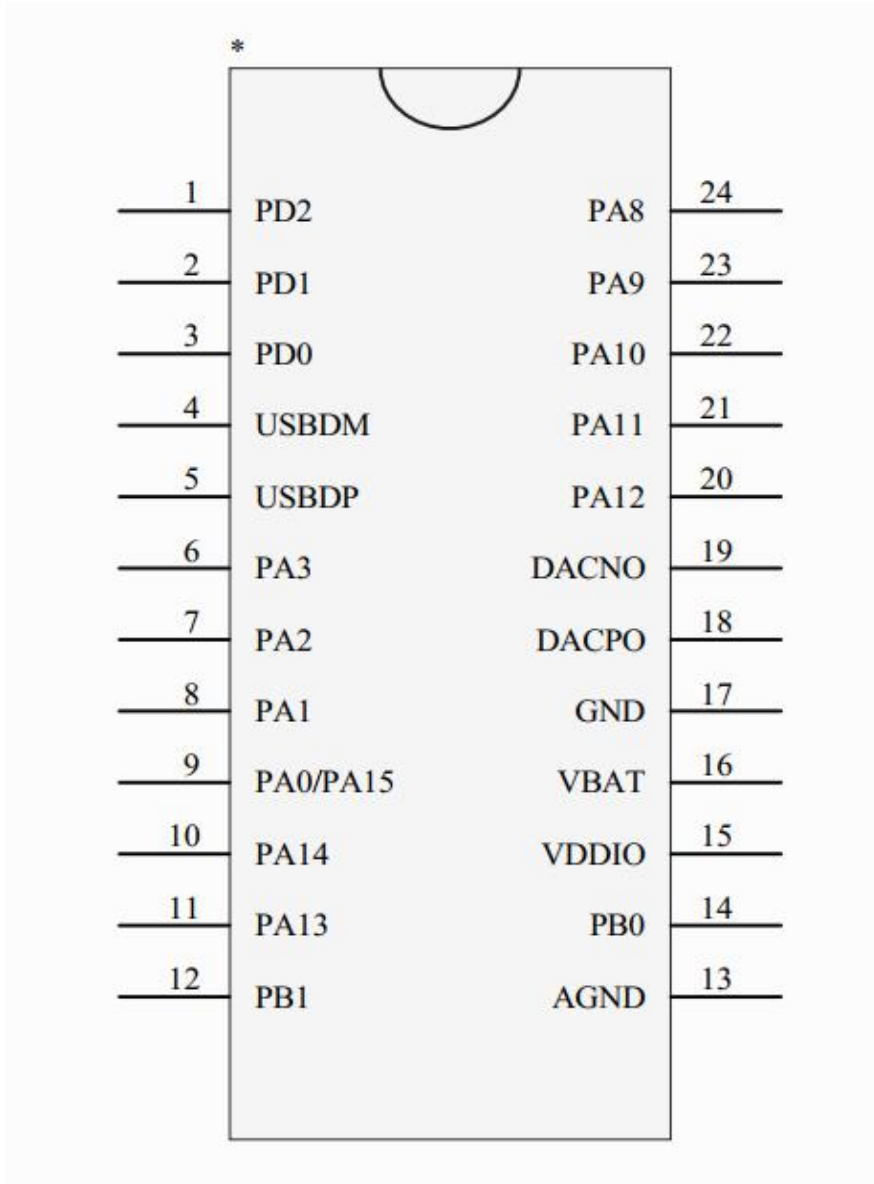 *
1 PD2 PA8 24
2 PD1 PA9 23
3 PD0 PA10 22
4 USBDM PA11 21
5 USBDP PA12 20
6 PA3 DACNO 19
7 PA2 DACPO 18
8 PA1 GND 17
9 PA0/PA15 VBAT 16
10 PA14 VDDIO 15
11 PA13 PB0 14
12 PB1 AGND 13